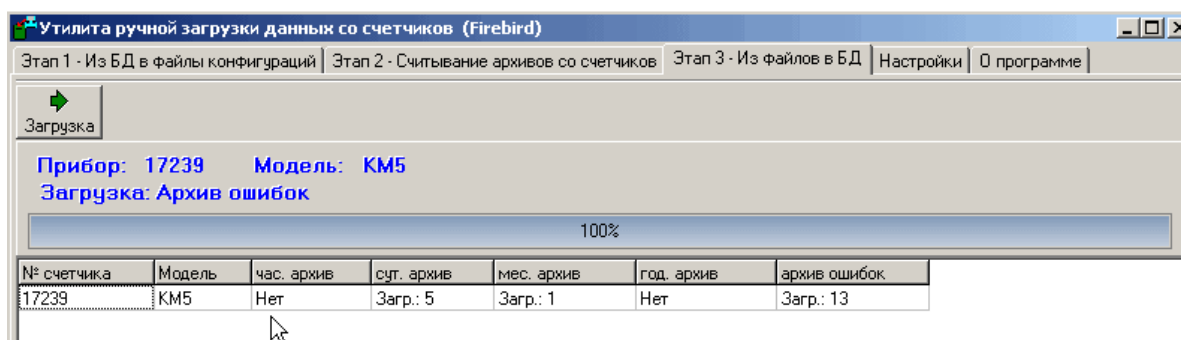 Утилита ручной загрузки данных со счетчиков (Firebird)
Этап 1 - Из БД в файлы конфигураций Этап 2 - Считывание архивов со счетчиков Этап 3 - Из файлов в БД Настройки О программе
Загрузка
Прибор: 17239 Модель: КМ5
Загрузка: Архив ошибок
100%
№ счетчика Модель час. архив сут. архив мес. архив год. архив архив ошибок
17239 КМ5 Нет Загр.: 5 Загр.: 1 Нет Загр.: 13